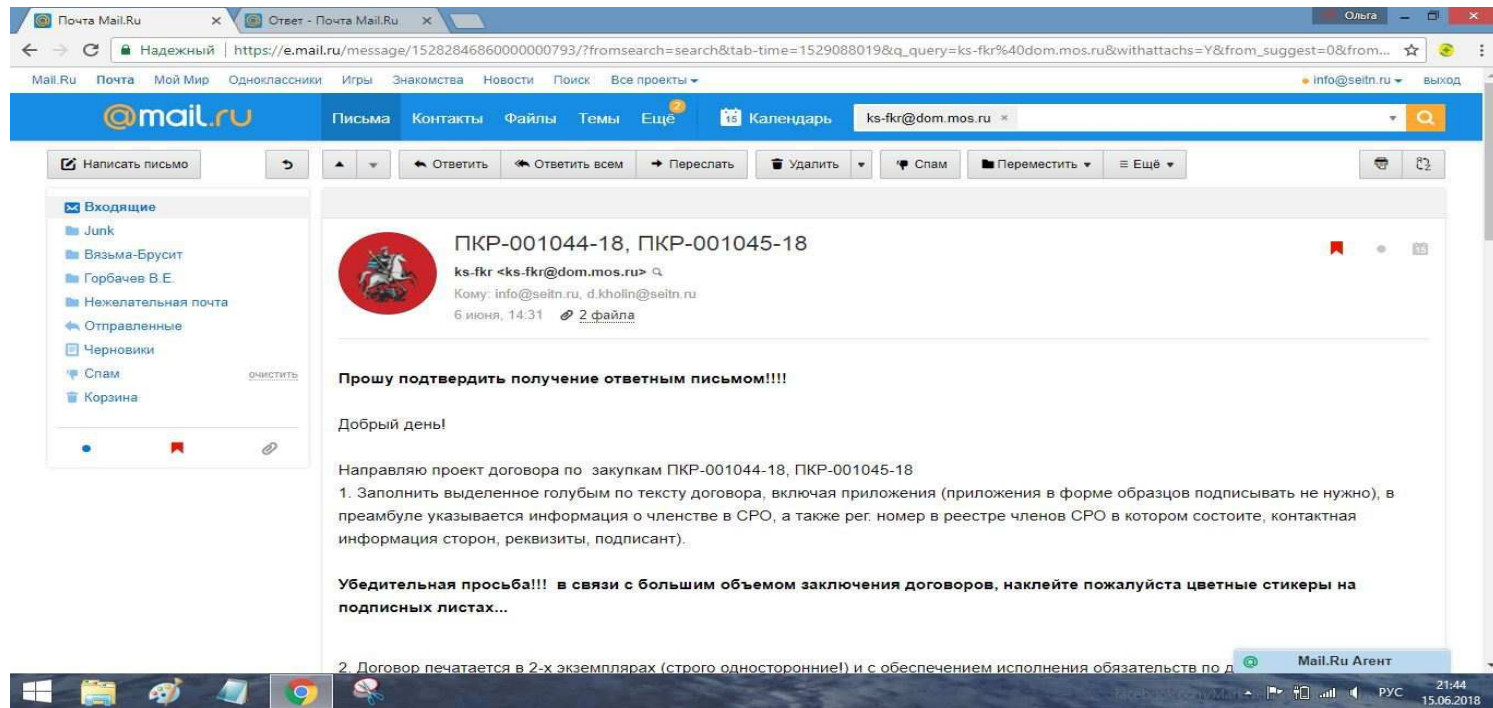 Почта Mail.Ru
Ответ - Почта Mail.Ru
Ольга
Надежный
https://e.mail.ru/message/15282846860000000793/?fromsearch=search&tab-time=1529088019&q_query=ks-fkr%40dom.mos.ru&withattachs=Y&from_suggest=0&from...
Mail.Ru Почта Мой Мир Одноклассники Игры Знакомства Новости Поиск Все проекты
info@seitn.ru выход
@mail.ru
Письма Контакты Файлы Темы Ещё 2 15 Календарь
ks-fkr@dom.mos.ru ×
Написать письмо
Ответить Ответить всем Переслать Удалить Спам Переместить Ещё
Входящие
Junk
Вязьма-Брусит
Горбачев В.Е.
Нежелательная почта
Отправленные
Черновики
Спам очистить
Корзина
ПКР-001044-18, ПКР-001045-18
ks-fkr <ks-fkr@dom.mos.ru>
Кому: info@seitn.ru, d.kholin@seitn.ru
6 июня, 14:31 2 файла
Прошу подтвердить получение ответным письмом!!!!
Добрый день!
Направляю проект договора по закупкам ПКР-001044-18, ПКР-001045-18
1. Заполнить выделенное голубым по тексту договора, включая приложения (приложения в форме образцов подписывать не нужно), в
преамбуле указывается информация о членстве в СРО, а также рег. номер в реестре членов СРО в котором состоите, контактная
информация сторон, реквизиты, подписант).
Убедительная просьба!!! в связи с большим объемом заключения договоров, наклейте пожалуйста цветные стикеры на
подписных листах...
2. Договор печатается в 2-х экземплярах (строго односторонние!) и с обеспечением исполнения обязательств по д
Mail.Ru Агент
РУС
21:44
15.06.2018